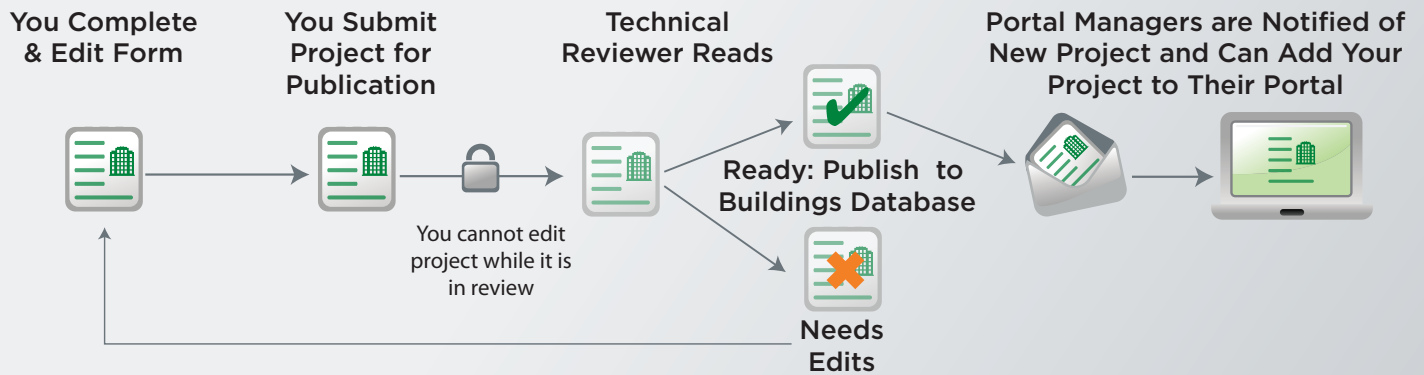 You Complete
& Edit Form
You Submit
Project for
Publication
Technical
Reviewer Reads
Portal Managers are Notified of
New Project and Can Add Your
Project to Their Portal
You cannot edit
project while it is
in review
Ready: Publish to
Buildings Database
Needs
Edits